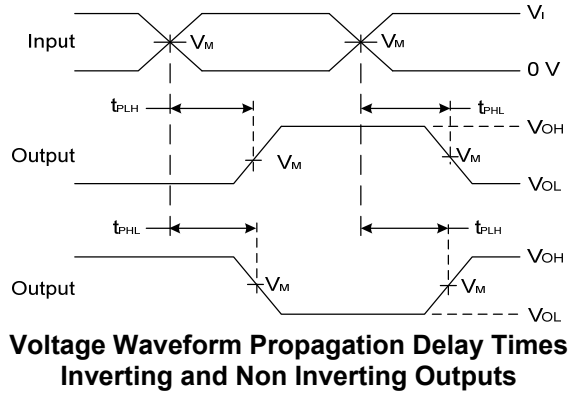 VI
Input
VM
VM
0 V
tPLH
tPHL
VOH
Output
VM
VM
VOL
tPHL
tPLH
VOH
Output
VM
VM
VOL
Voltage Waveform Propagation Delay Times
Inverting and Non Inverting Outputs